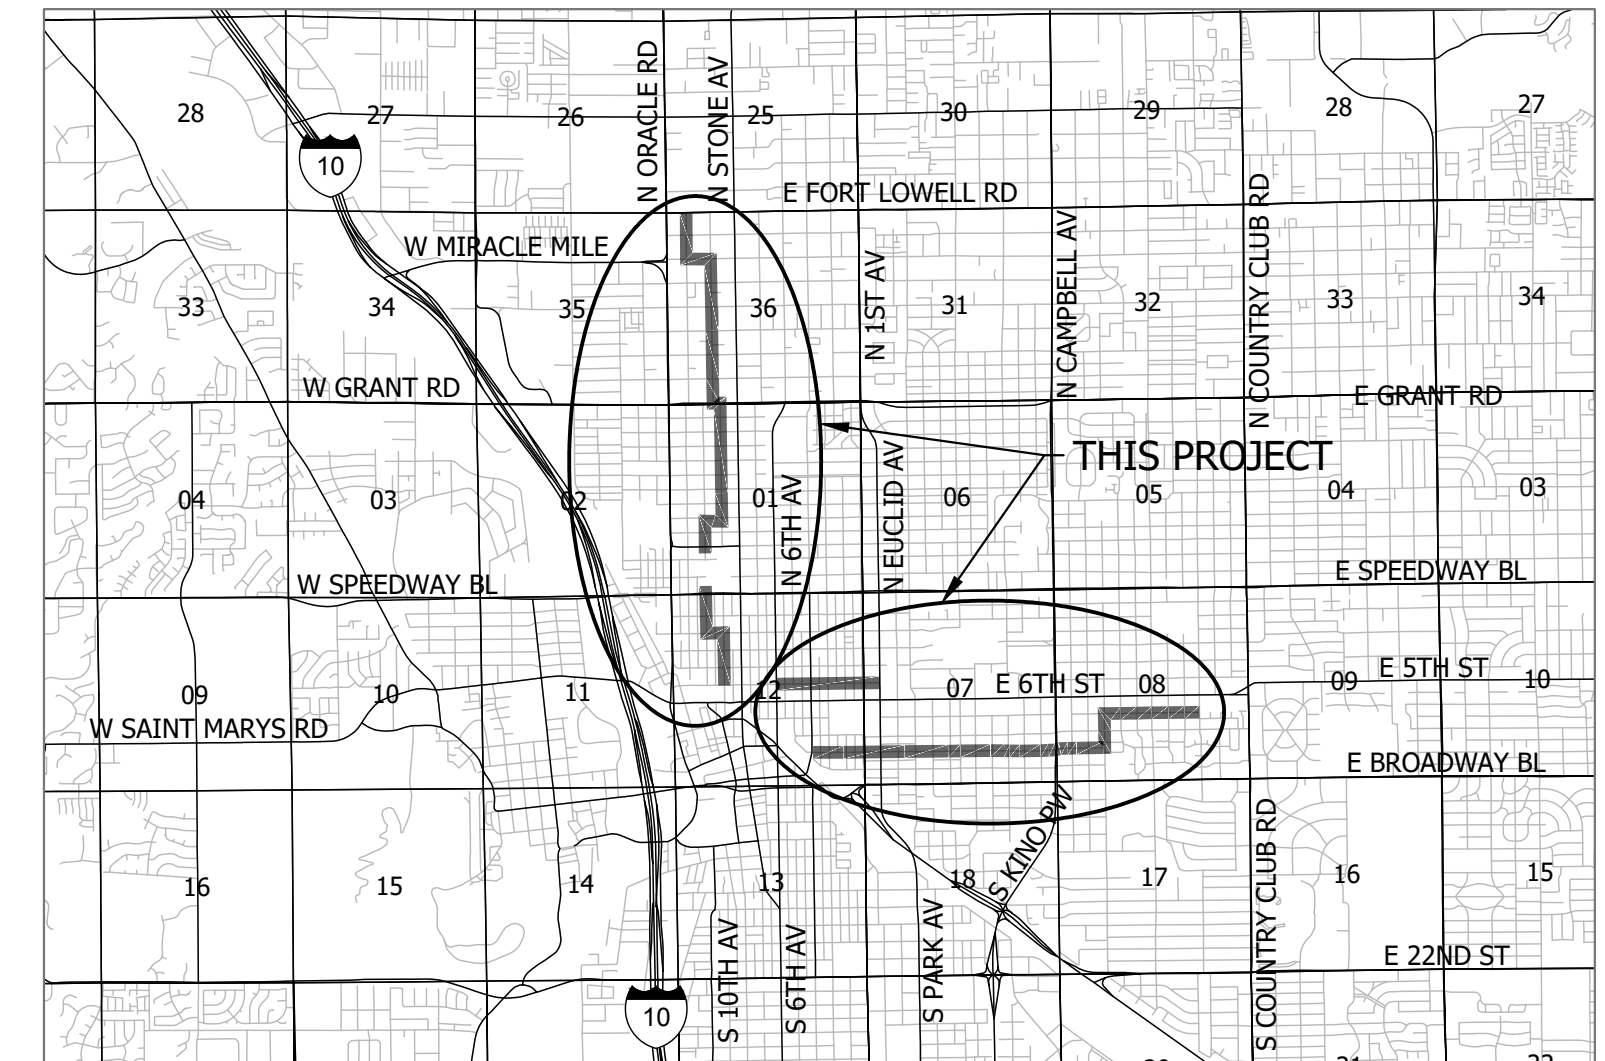 N ORACLE RD
N STONE AV
28
27
26
25
30
29
28
27
10
E FORT LOWELL RD
W MIRACLE MILE
N 1ST AV
N CAMPBELL AV
N COUNTRY CLUB RD
33
34
35
36
31
32
33
34
W GRANT RD
E GRANT RD
THIS PROJECT
04
03
02
01
N 6TH AV
N EUCLID AV
06
05
04
03
W SPEEDWAY BL
E SPEEDWAY BL
09
10
11
12
07
E 6TH ST
08
09
E 5TH ST
10
W SAINT MARYS RD
E BROADWAY BL
S KINO PW
16
15
14
13
18
17
16
15
S 10TH AV
S 6TH AV
S PARK AV
S COUNTRY CLUB RD
E 22ND ST
10